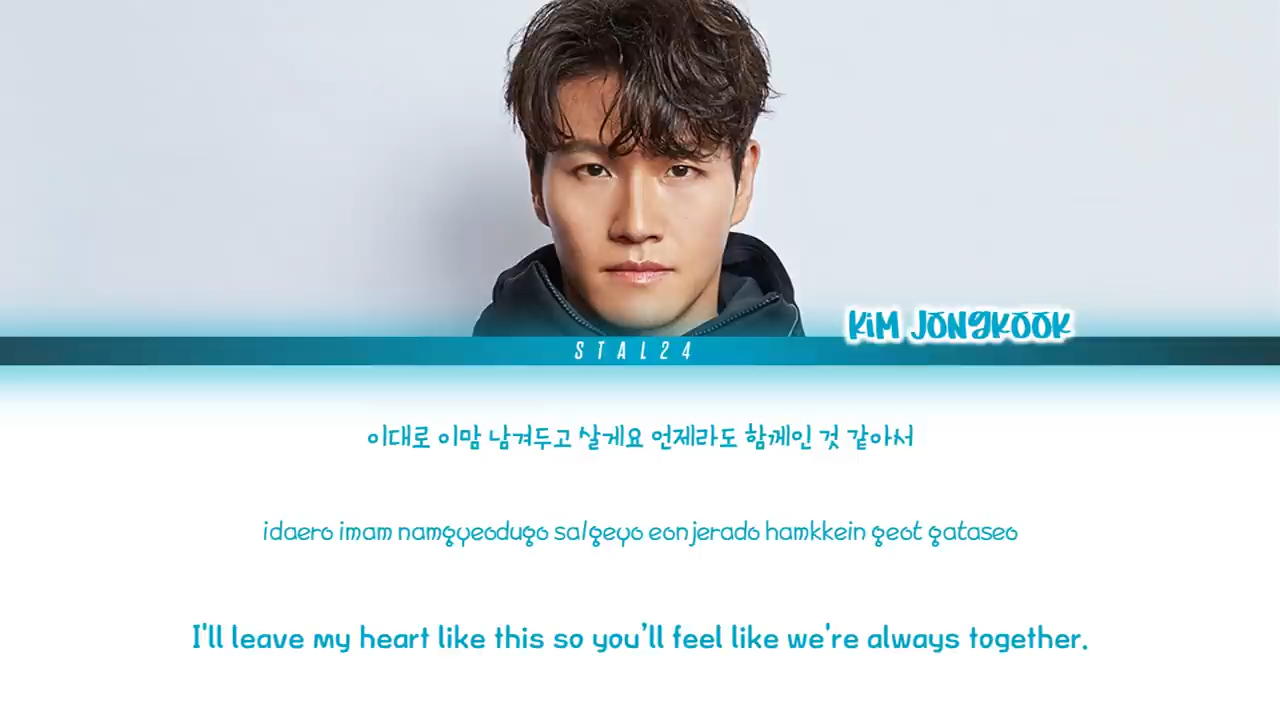 KiM JONGKOOK
STAL24
이대로 이맘 남겨두고 살게요 언제라도 함께인 것 같아서
idaero imam namgyeodugo salgeyo eonjerado hamkkein geot gataseo
I'll leave my heart like this so you’ll feel like we're always together.